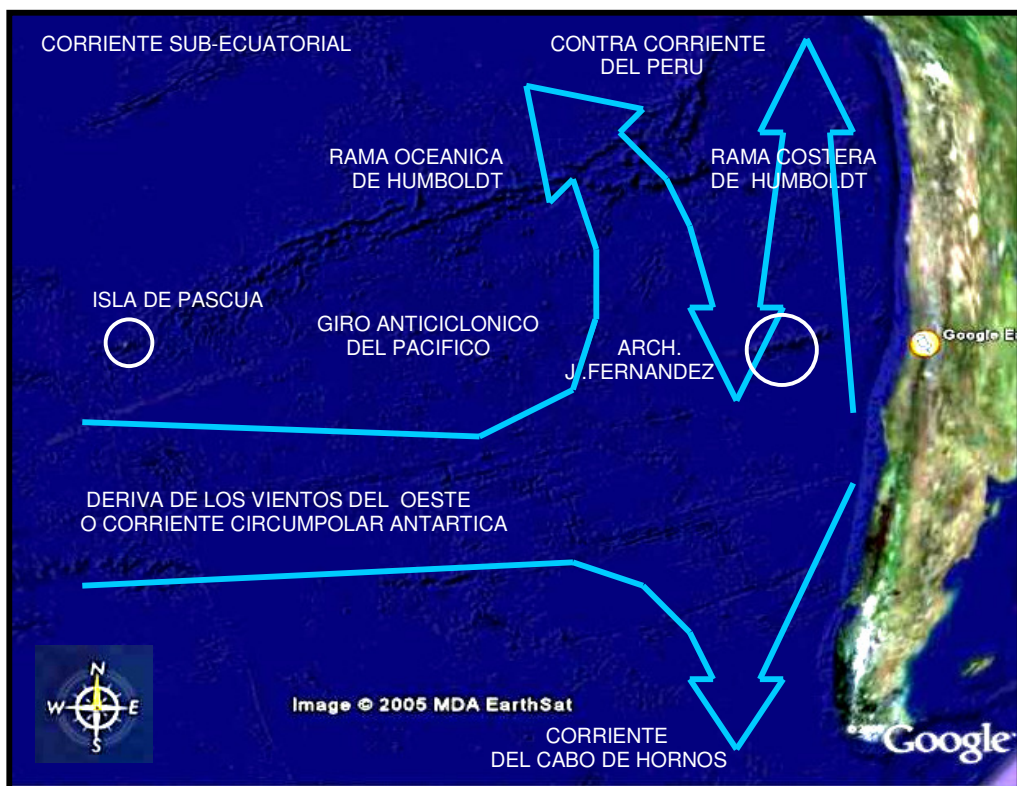 CORRIENTE SUB-ECUATORIAL
CONTRA CORRIENTE
DEL PERU
RAMA OCEANICA
DE HUMBOLDT
RAMA COSTERA
DE HUMBOLDT
ISLA DE PASCUA
GIRO ANTICICLONICO
DEL PACIFICO
ARCH.
J .FERNANDEZ
Google Ea
DERIVA DE LOS VIENTOS DEL OESTE
O CORRIENTE CIRCUMPOLAR ANTARTICA
N
W E
S
Image © 2005 MDA EarthSat
CORRIENTE
DEL CABO DE HORNOS
Google